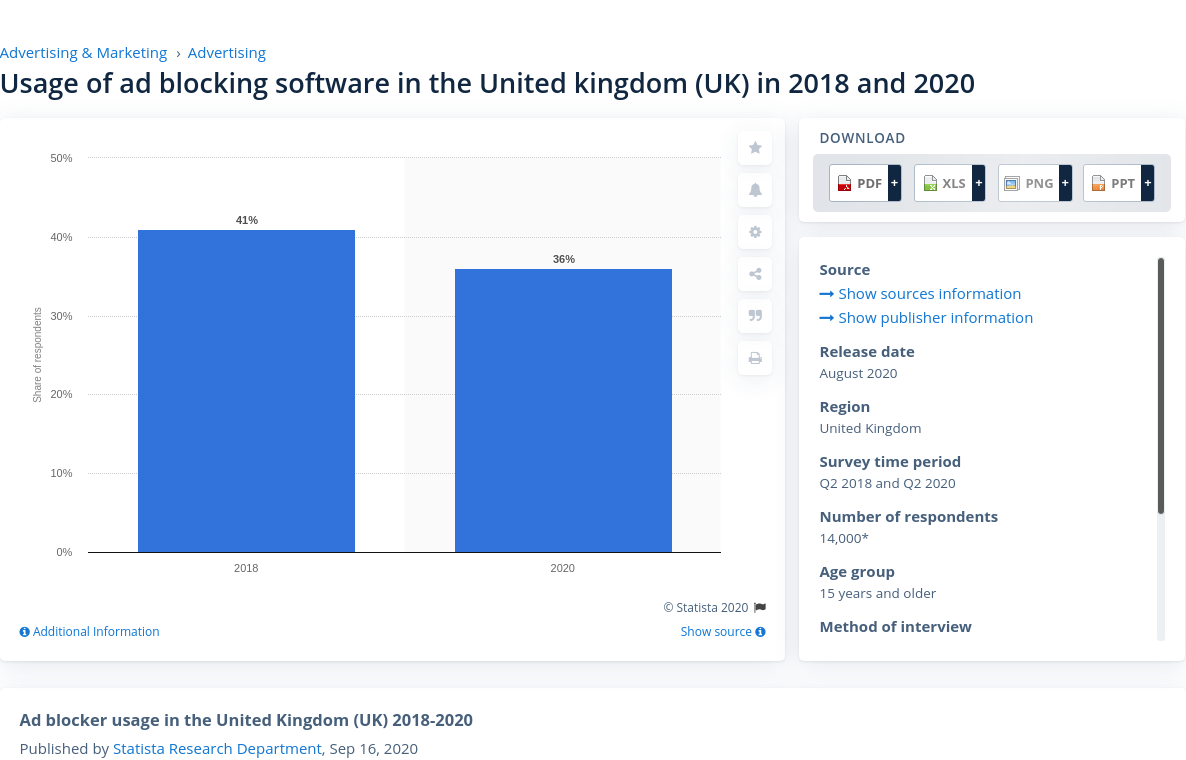 Advertising & Marketing › Advertising
Usage of ad blocking software in the United kingdom (UK) in 2018 and 2020
50%
40%
30%
20%
10%
0%
Share of respondents
41%
36%
2018
2020
© Statista 2020
Additional Information
Show source
DOWNLOAD
PDF +
XLS +
PNG +
PPT +
Source
Show sources information
Show publisher information
Release date
August 2020
Region
United Kingdom
Survey time period
Q2 2018 and Q2 2020
Number of respondents
14,000*
Age group
15 years and older
Method of interview
Ad blocker usage in the United Kingdom (UK) 2018-2020
Published by Statista Research Department, Sep 16, 2020